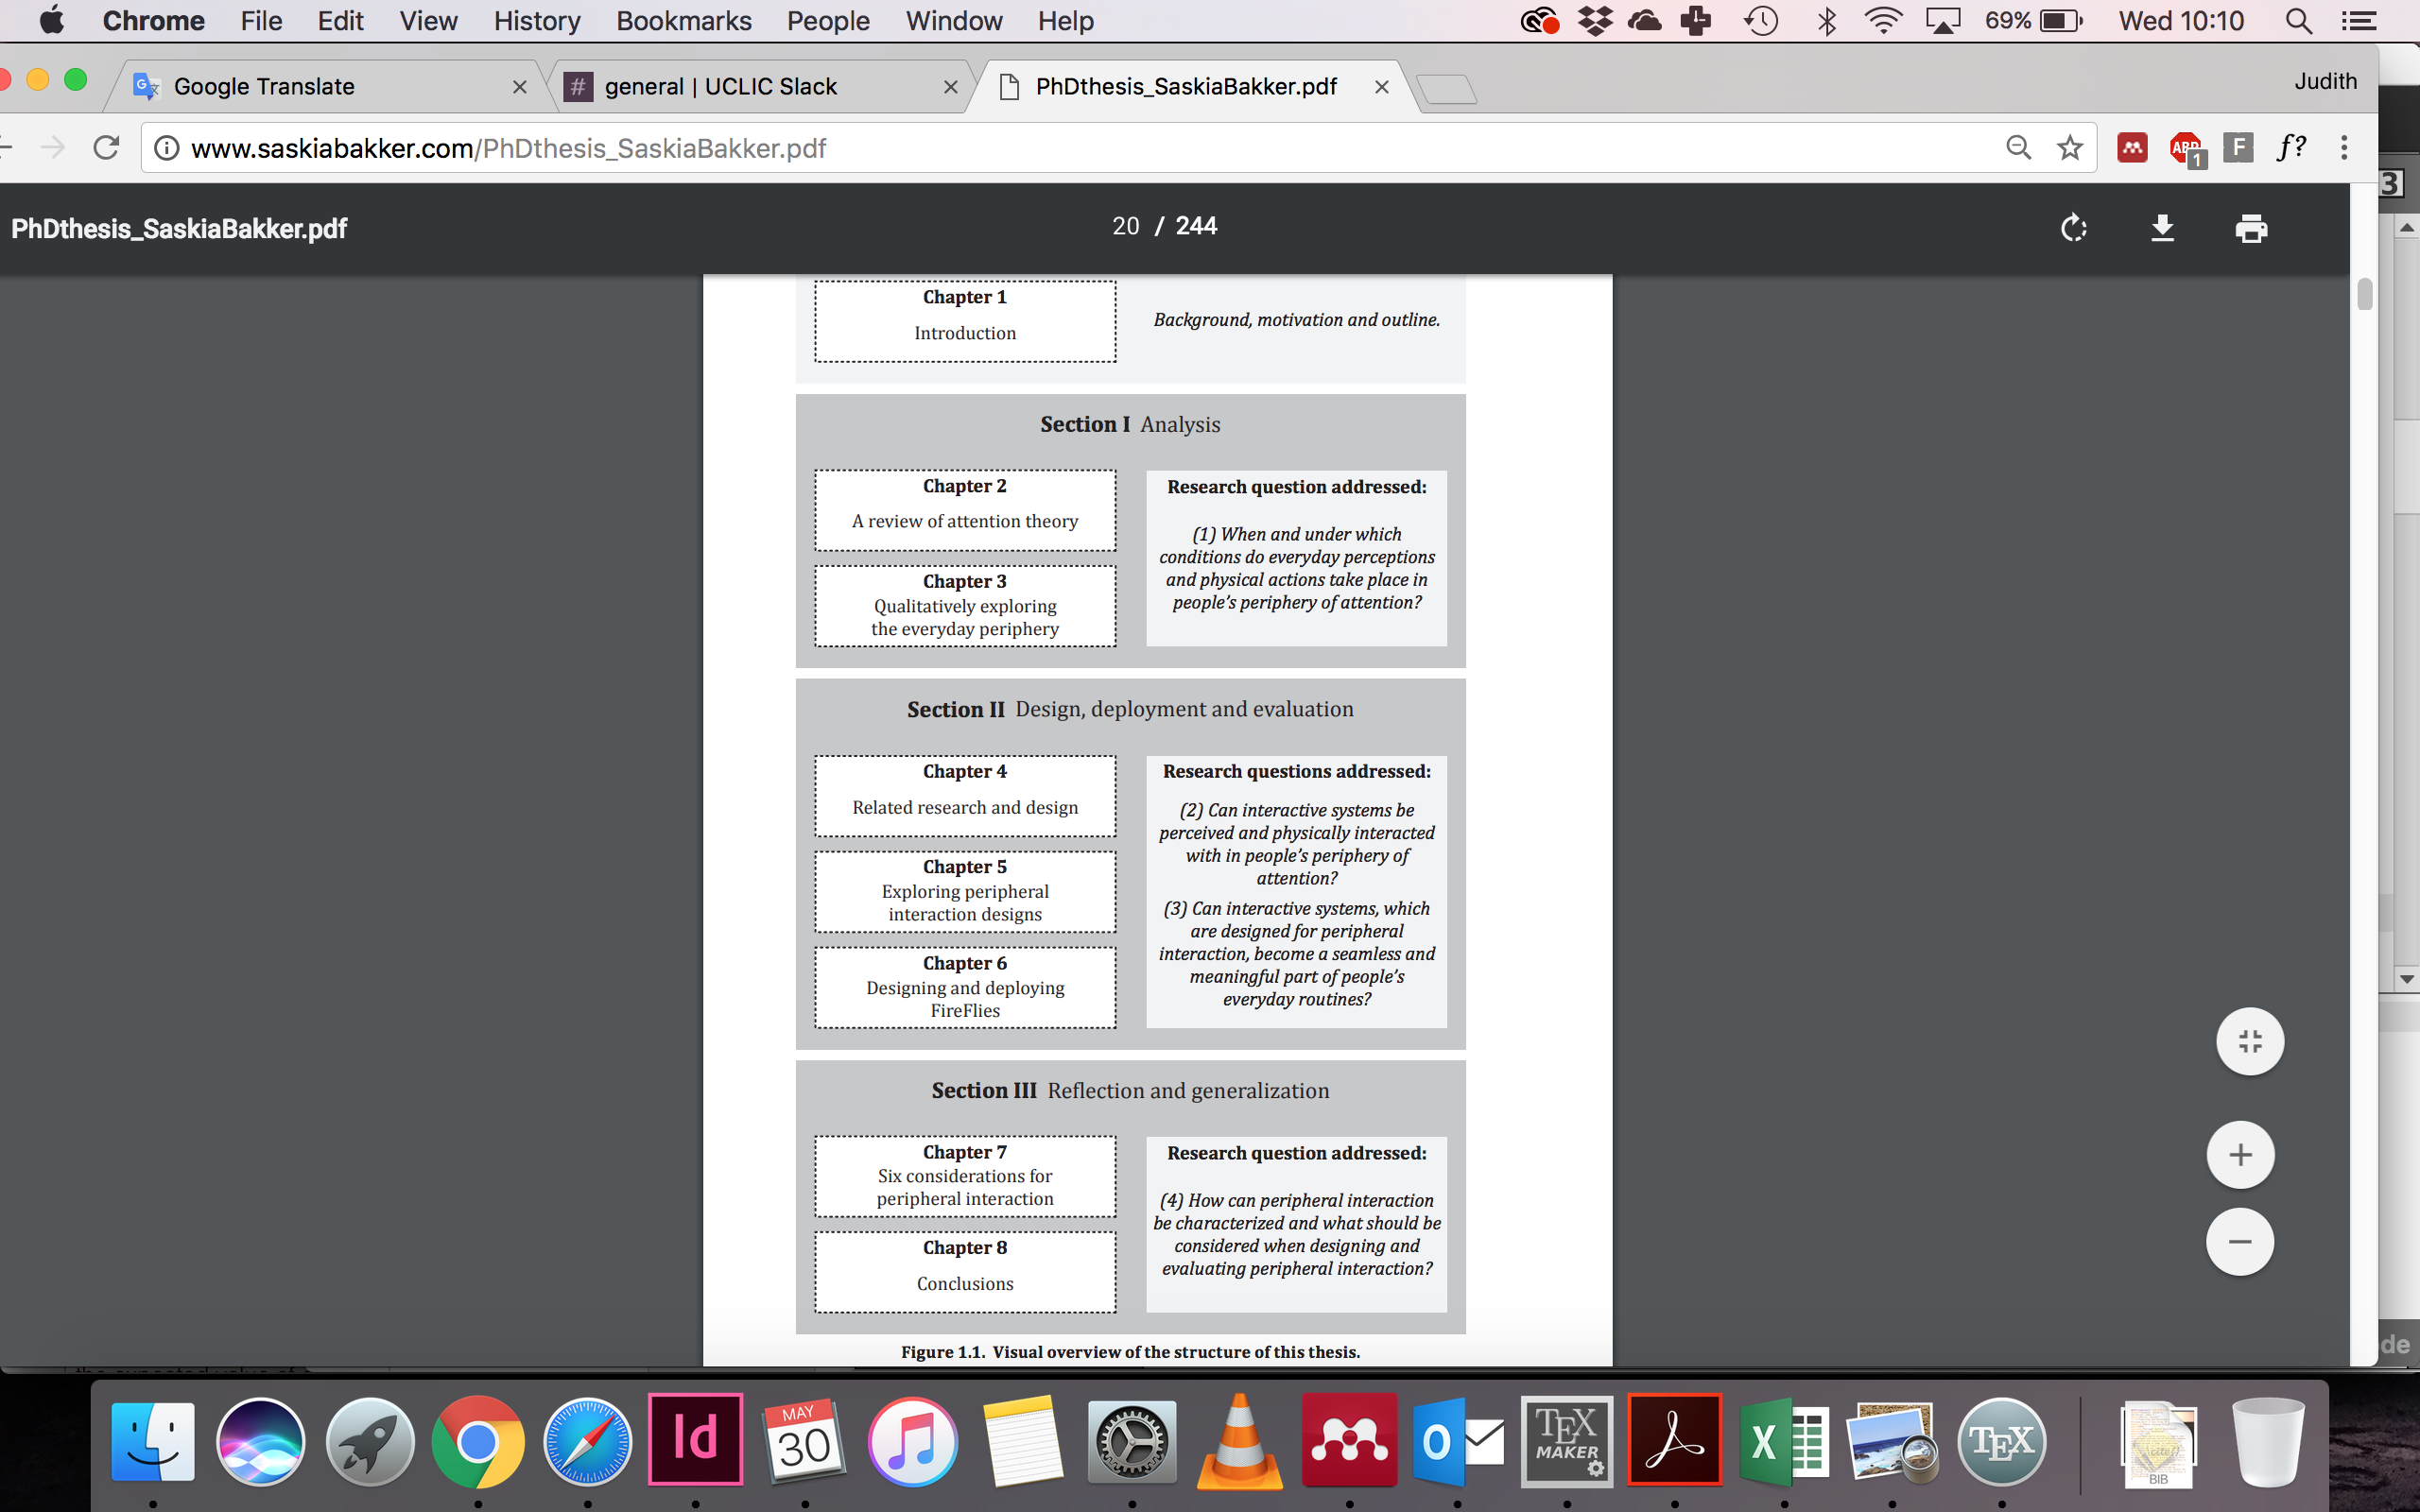 Chrome File Edit View History Bookmarks People Window Help 69% Wed 10:10
Google Translate
# general | UCLIC Slack
PhDthesis_SaskiaBakker.pdf
Judith
www.saskiabakker.com/PhDthesis_SaskiaBakker.pdf
ABP 1 F f?
3
PhDthesis_SaskiaBakker.pdf
20 / 244
Chapter 1
Introduction
Background, motivation and outline.
Section I Analysis
Chapter 2
A review of attention theory
Chapter 3
Qualitatively exploring
the everyday periphery
Research question addressed:
(1) When and under which
conditions do everyday perceptions
and physical actions take place in
people’s periphery of attention?
Section II Design, deployment and evaluation
Chapter 4
Related research and design
Chapter 5
Exploring peripheral
interaction designs
Chapter 6
Designing and deploying
FireFlies
Research questions addressed:
(2) Can interactive systems be
perceived and physically interacted
with in people’s periphery of
attention?
(3) Can interactive systems, which
are designed for peripheral
interaction, become a seamless and
meaningful part of people’s
everyday routines?
Section III Reflection and generalization
Chapter 7
Six considerations for
peripheral interaction
Chapter 8
Conclusions
Research question addressed:
(4) How can peripheral interaction
be characterized and what should be
considered when designing and
evaluating peripheral interaction?
Figure 1.1. Visual overview of the structure of this thesis.
de
Id
MAY
30
TEX
MAKER
X
TEX
BIB